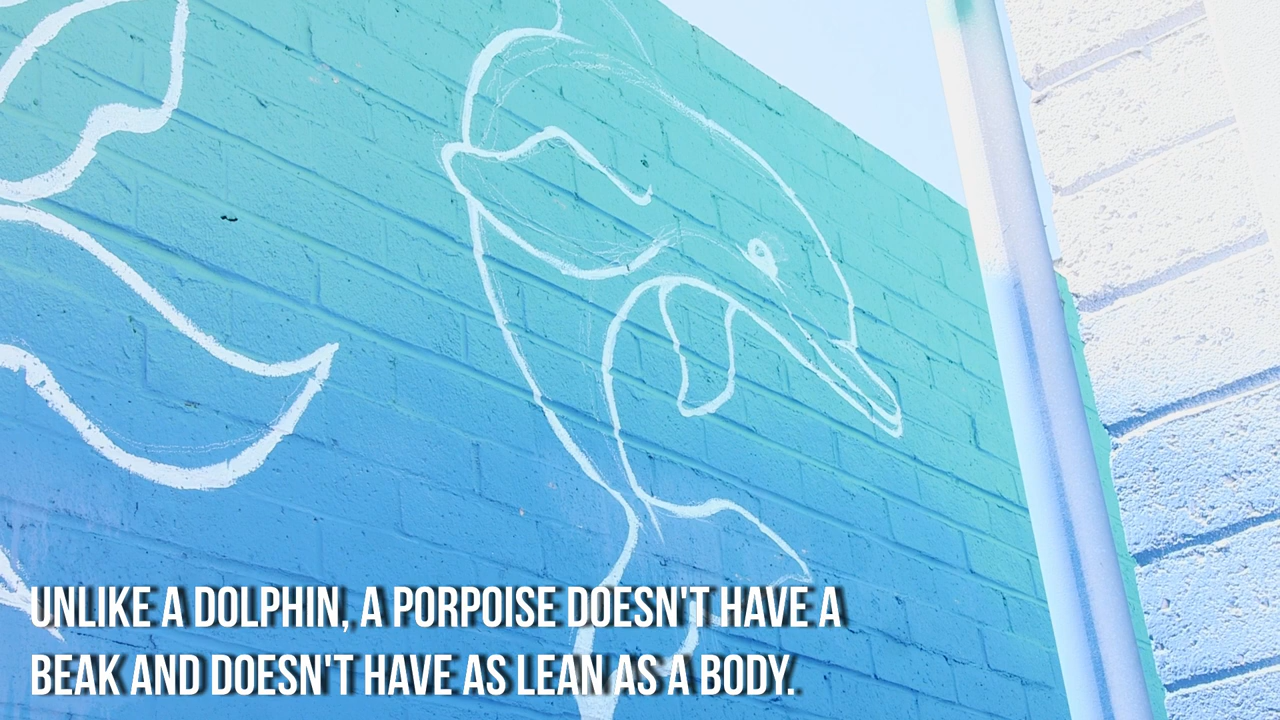 UNLIKE A DOLPHIN, A PORPOISE DOESN'T HAVE A
BEAK AND DOESN'T HAVE AS LEAN AS A BODY.